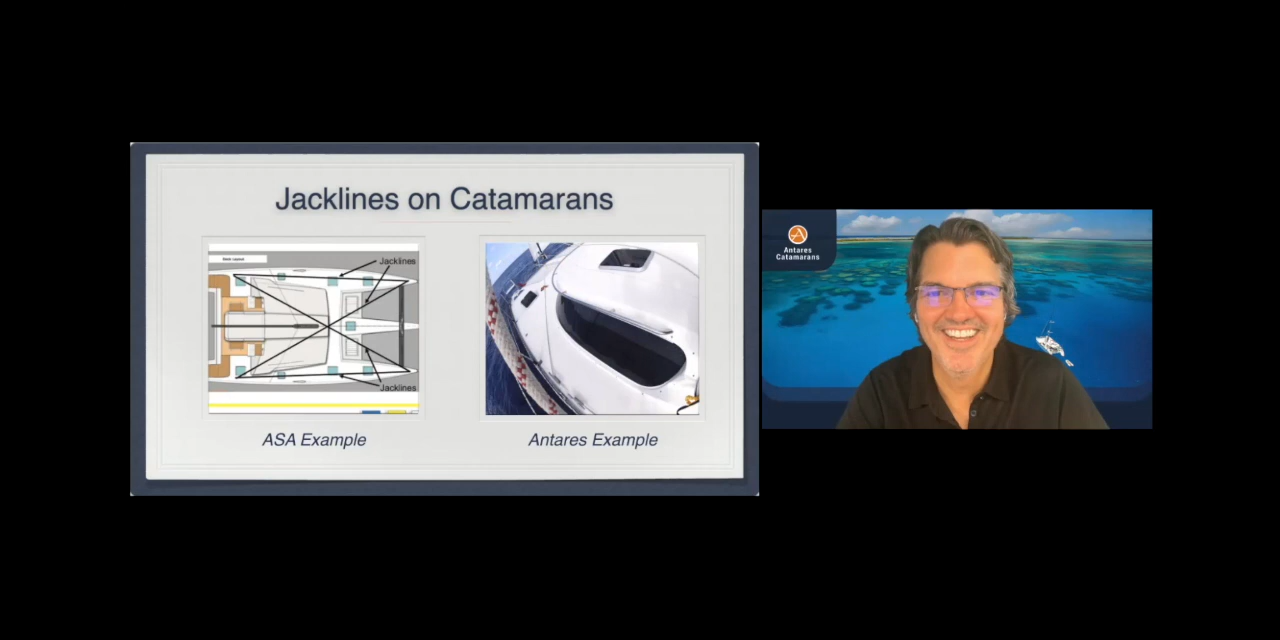 Jacklines on Catamarans
Jacklines
Jacklines
ASA Example
Antares Example
Antares
Catamarans